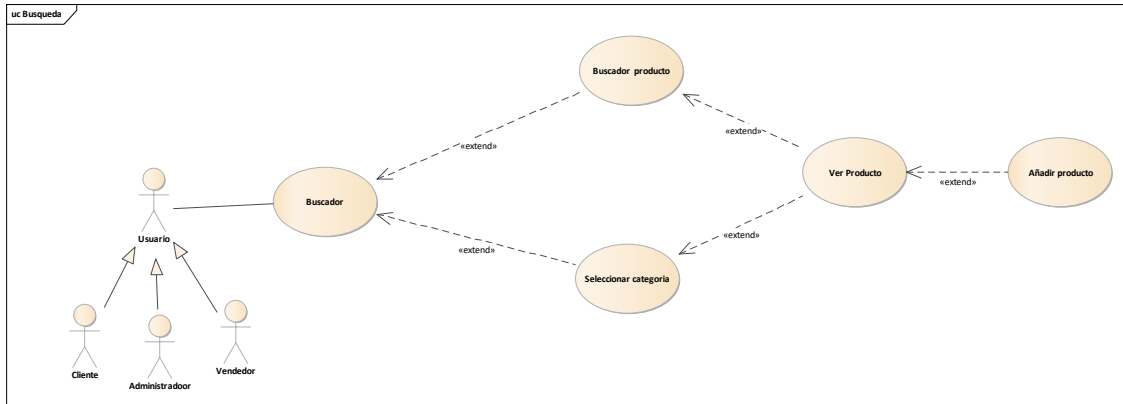 uc Busqueda
Buscador producto
«extend»
«extend»
Ver Producto
Añadir producto
«extend»
Buscador
Usuario
«extend»
«extend»
Seleccionar categoria
Cliente
Administradoor
Vendedor